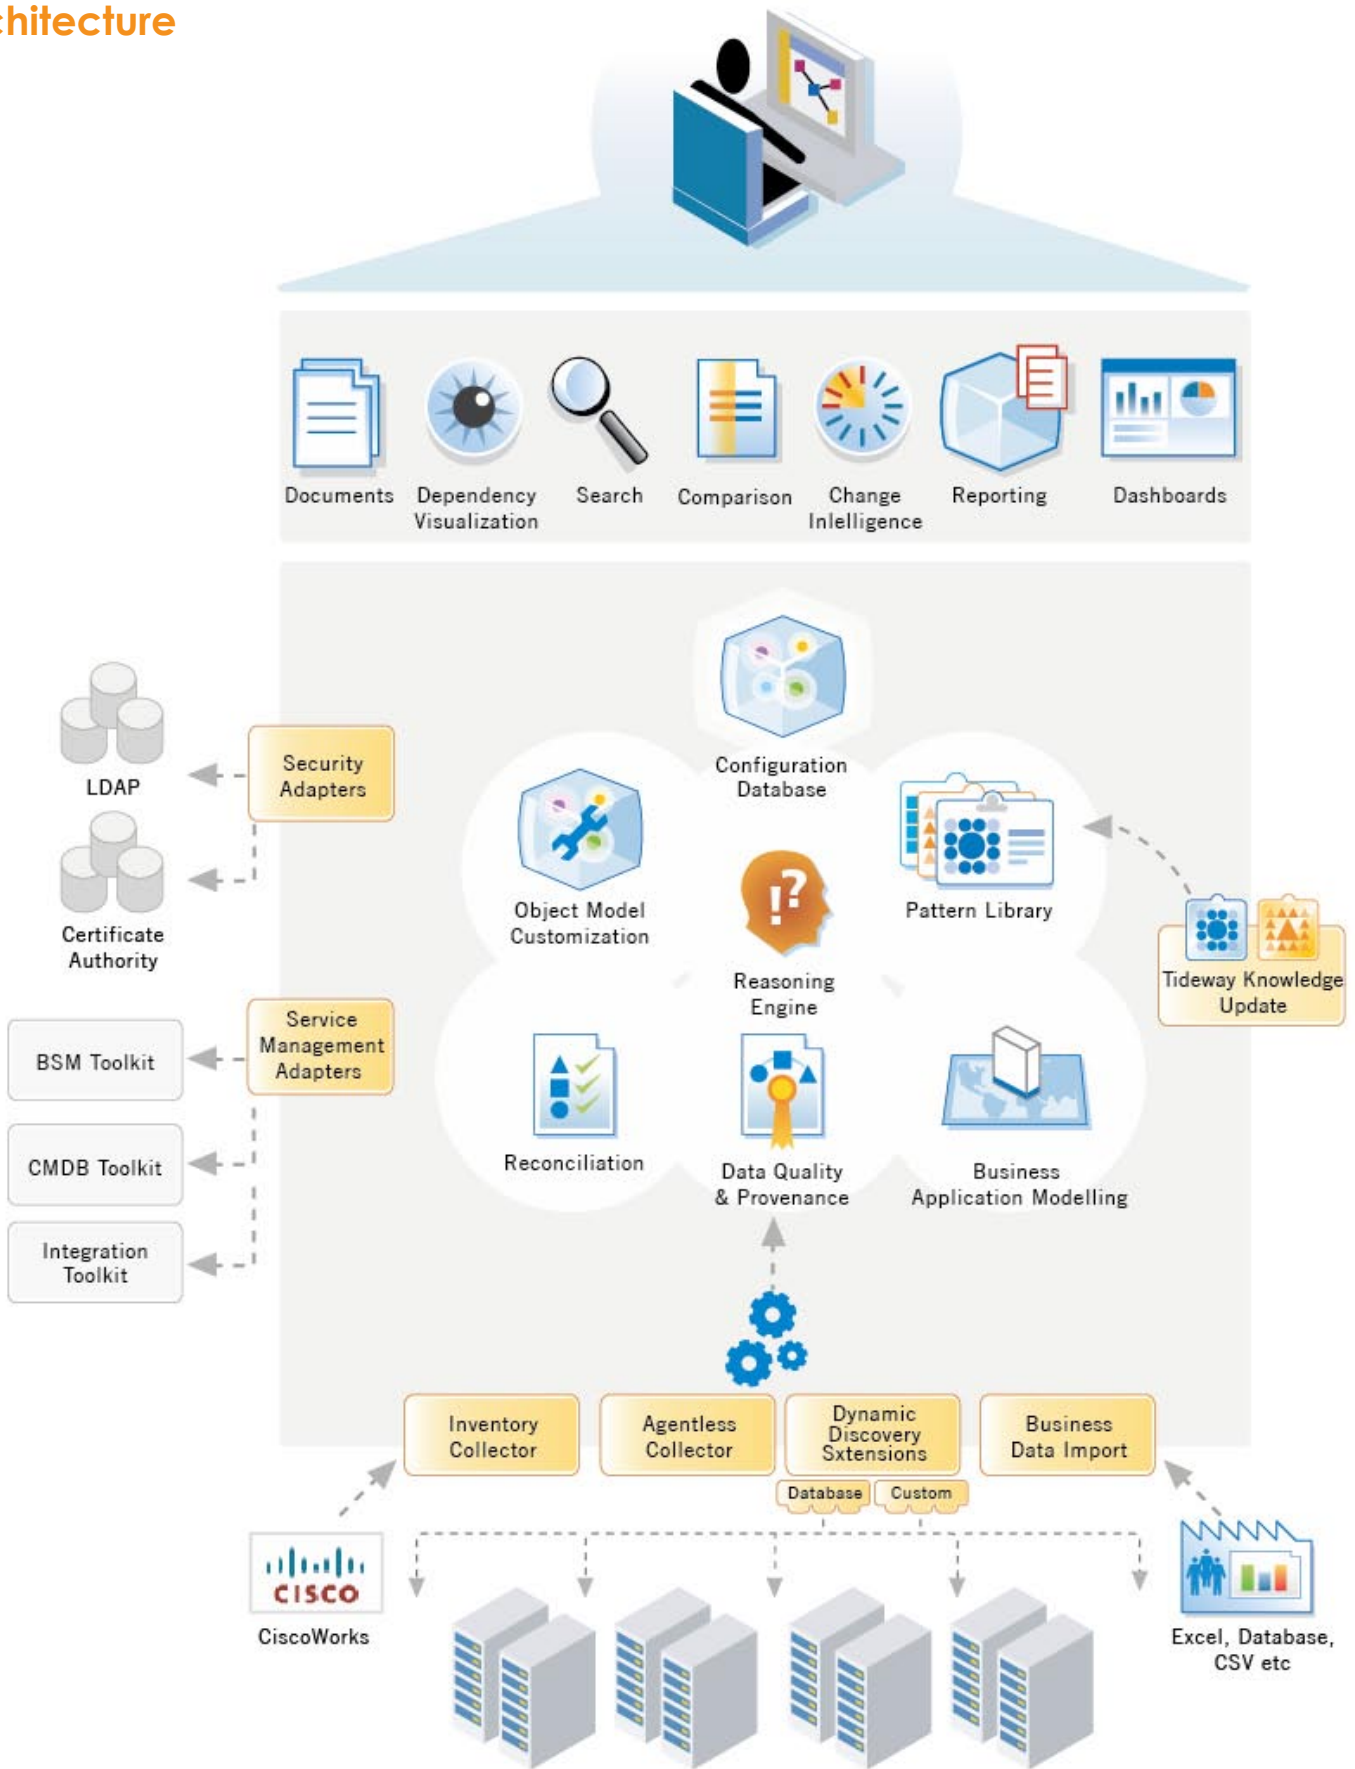 chitecture
Documents
Dependency
Visualization
Search
Comparison
Change
Inlelligence
Reporting
Dashboards
Configuration
Database
Object Model
Customization
!?
Reasoning
Engine
Pattern Library
Reconciliation
Data Quality
& Provenance
Business
Application Modelling
LDAP
Certificate
Authority
Security
Adapters
Service
Management
Adapters
BSM Toolkit
CMDB Toolkit
Integration
Toolkit
Tideway Knowledge
Update
Inventory
Collector
Agentless
Collector
Dynamic
Discovery
Sxtensions
Business
Data Import
Database
Custom
CISCO
CiscoWorks
Excel, Database,
CSV etc